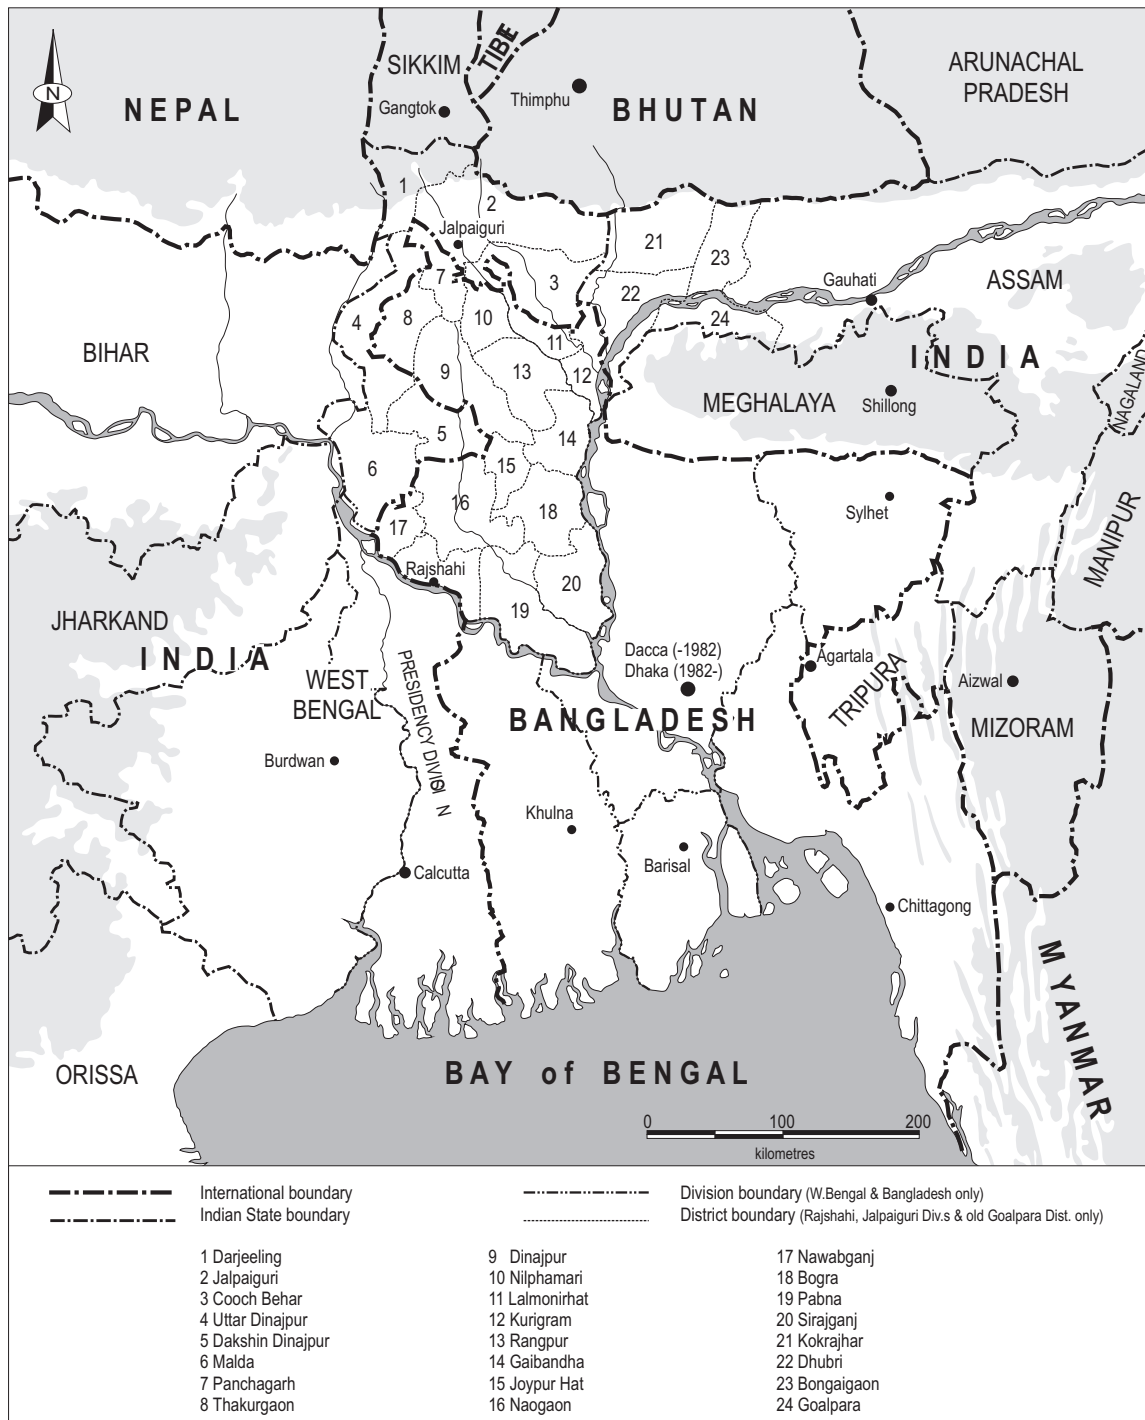 SIKKIM
TIBE
ARUNACHAL
PRADESH
Thimphu
N
NEPAL
Gangtok
BHUTAN
1
2
Jalpaiguri
21
23
7
3
22
Gauhati
ASSAM
4
8
10
24
11
BIHAR
9
13
12
INDIA
MEGHALAYA
Shillong
NAGALAND
5
14
6
15
16
18
Sylhet
17
MANIPUR
Rajshahi
20
19
JHARKAND
INDIA
WEST
BENGAL
PRESIDENCY DIVISI N
Dacca (-1982)
Dhaka (1982-)
Agartala
TRIPURA
Aizwal
BANGLADESH
MIZORAM
Burdwan
Khulna
Barisal
Calcutta
Chittagong
MYANMAR
ORISSA
BAY of BENGAL
0 100 200
kilometres
International boundary
Indian State boundary
Division boundary (W.Bengal & Bangladesh only)
District boundary (Rajshahi, Jalpaiguri Div.s & old Goalpara Dist. only)
1 Darjeeling
2 Jalpaiguri
3 Cooch Behar
4 Uttar Dinajpur
5 Dakshin Dinajpur
6 Malda
7 Panchagarh
8 Thakurgaon
9 Dinajpur
10 Nilphamari
11 Lalmonirhat
12 Kurigram
13 Rangpur
14 Gaibandha
15 Joypur Hat
16 Naogaon
17 Nawabganj
18 Bogra
19 Pabna
20 Sirajganj
21 Kokrajhar
22 Dhubri
23 Bongaigaon
24 Goalpara